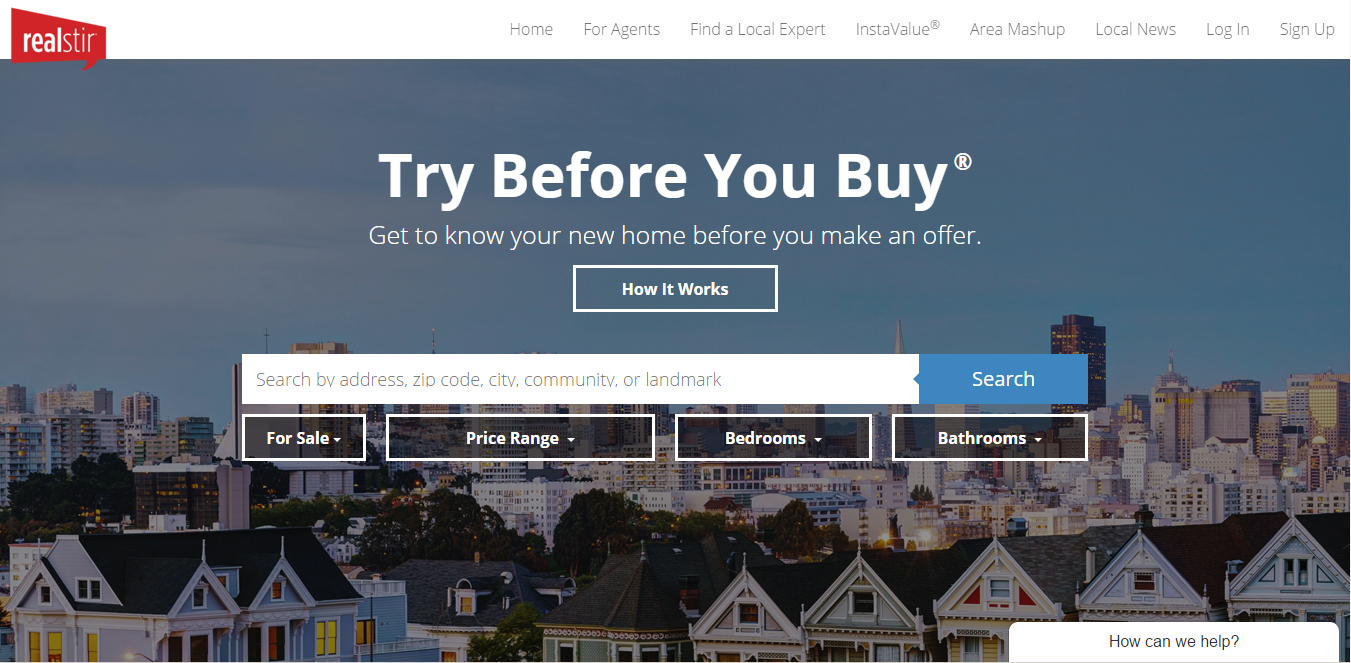 realstir
Home For Agents Find a Local Expert InstaValue® Area Mashup Local News Log In Sign Up
Try Before You Buy®
Get to know your new home before you make an offer.
How It Works
Search by address, zip code, city, community, or landmark
Search
For Sale Price Range Bedrooms Bathrooms
How can we help?